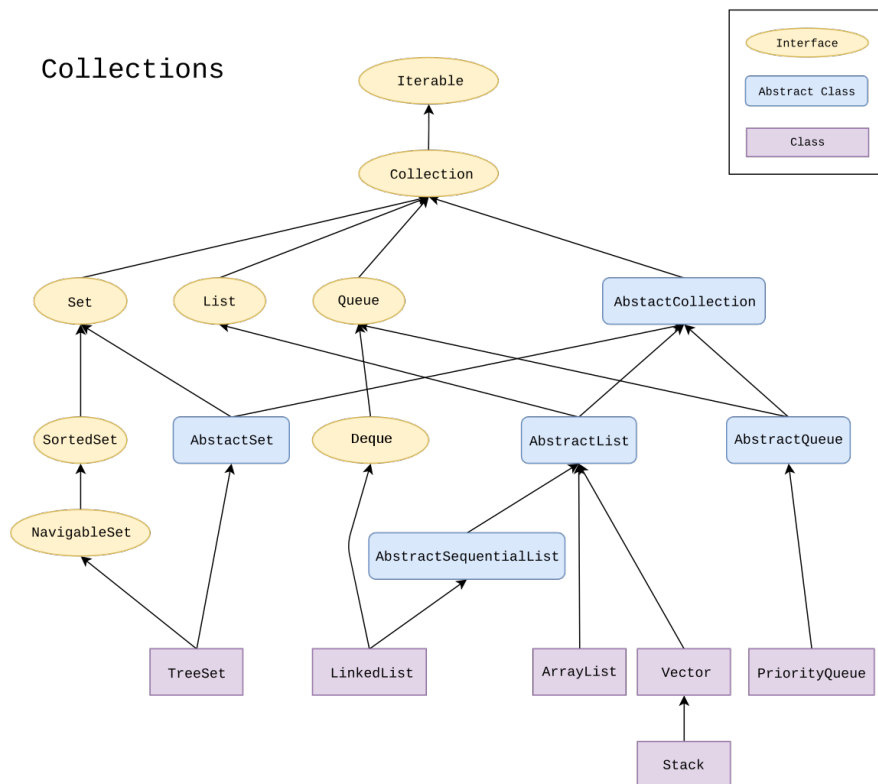 Collections
Interface
Abstract Class
Class
Iterable
Collection
Set
List
Queue
AbstactCollection
SortedSet
AbstactSet
Deque
AbstractList
AbstractQueue
NavigableSet
AbstractSequentialList
TreeSet
LinkedList
ArrayList
Vector
PriorityQueue
Stack